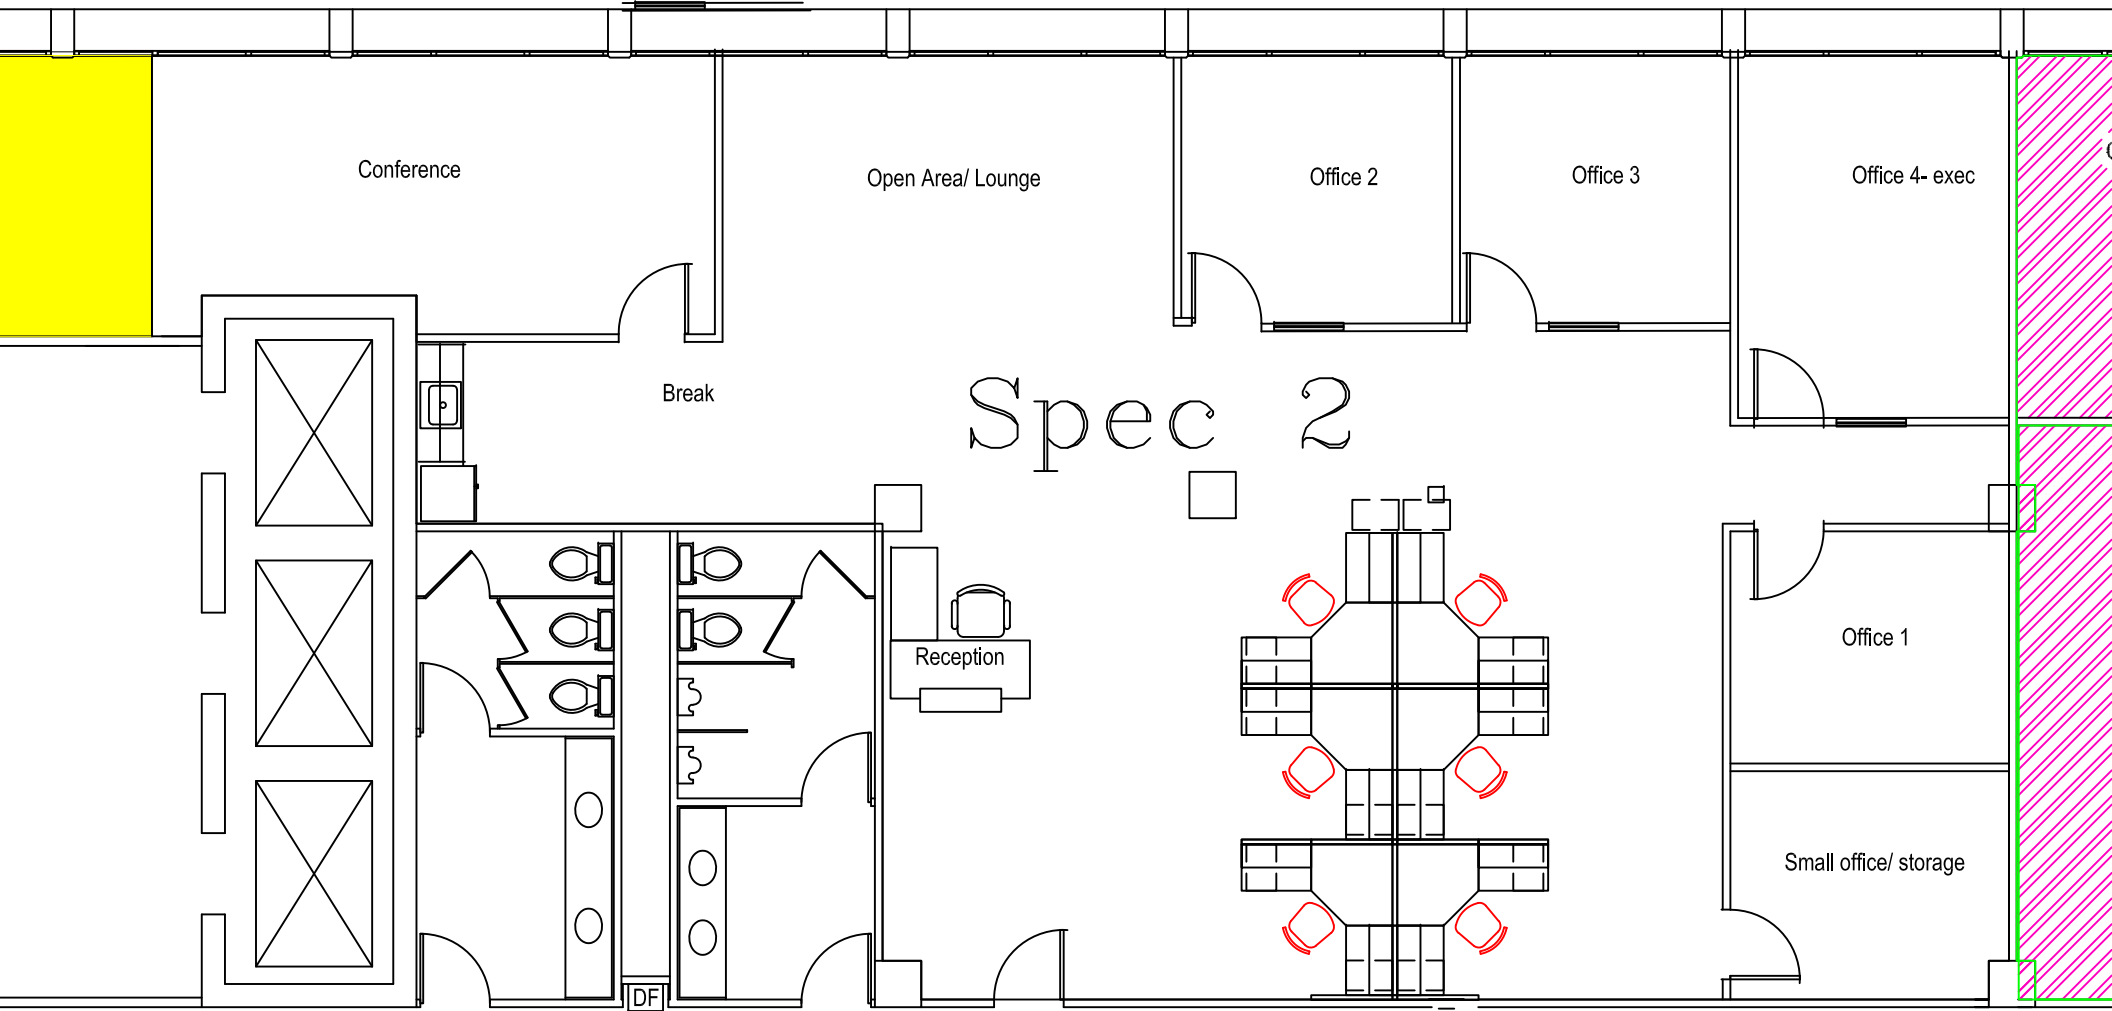 Conference
Open Area/ Lounge
Office 2
Office 3
Office 4- exec
Break
Spec 2
Office 1
Reception
Small office/ storage
DF